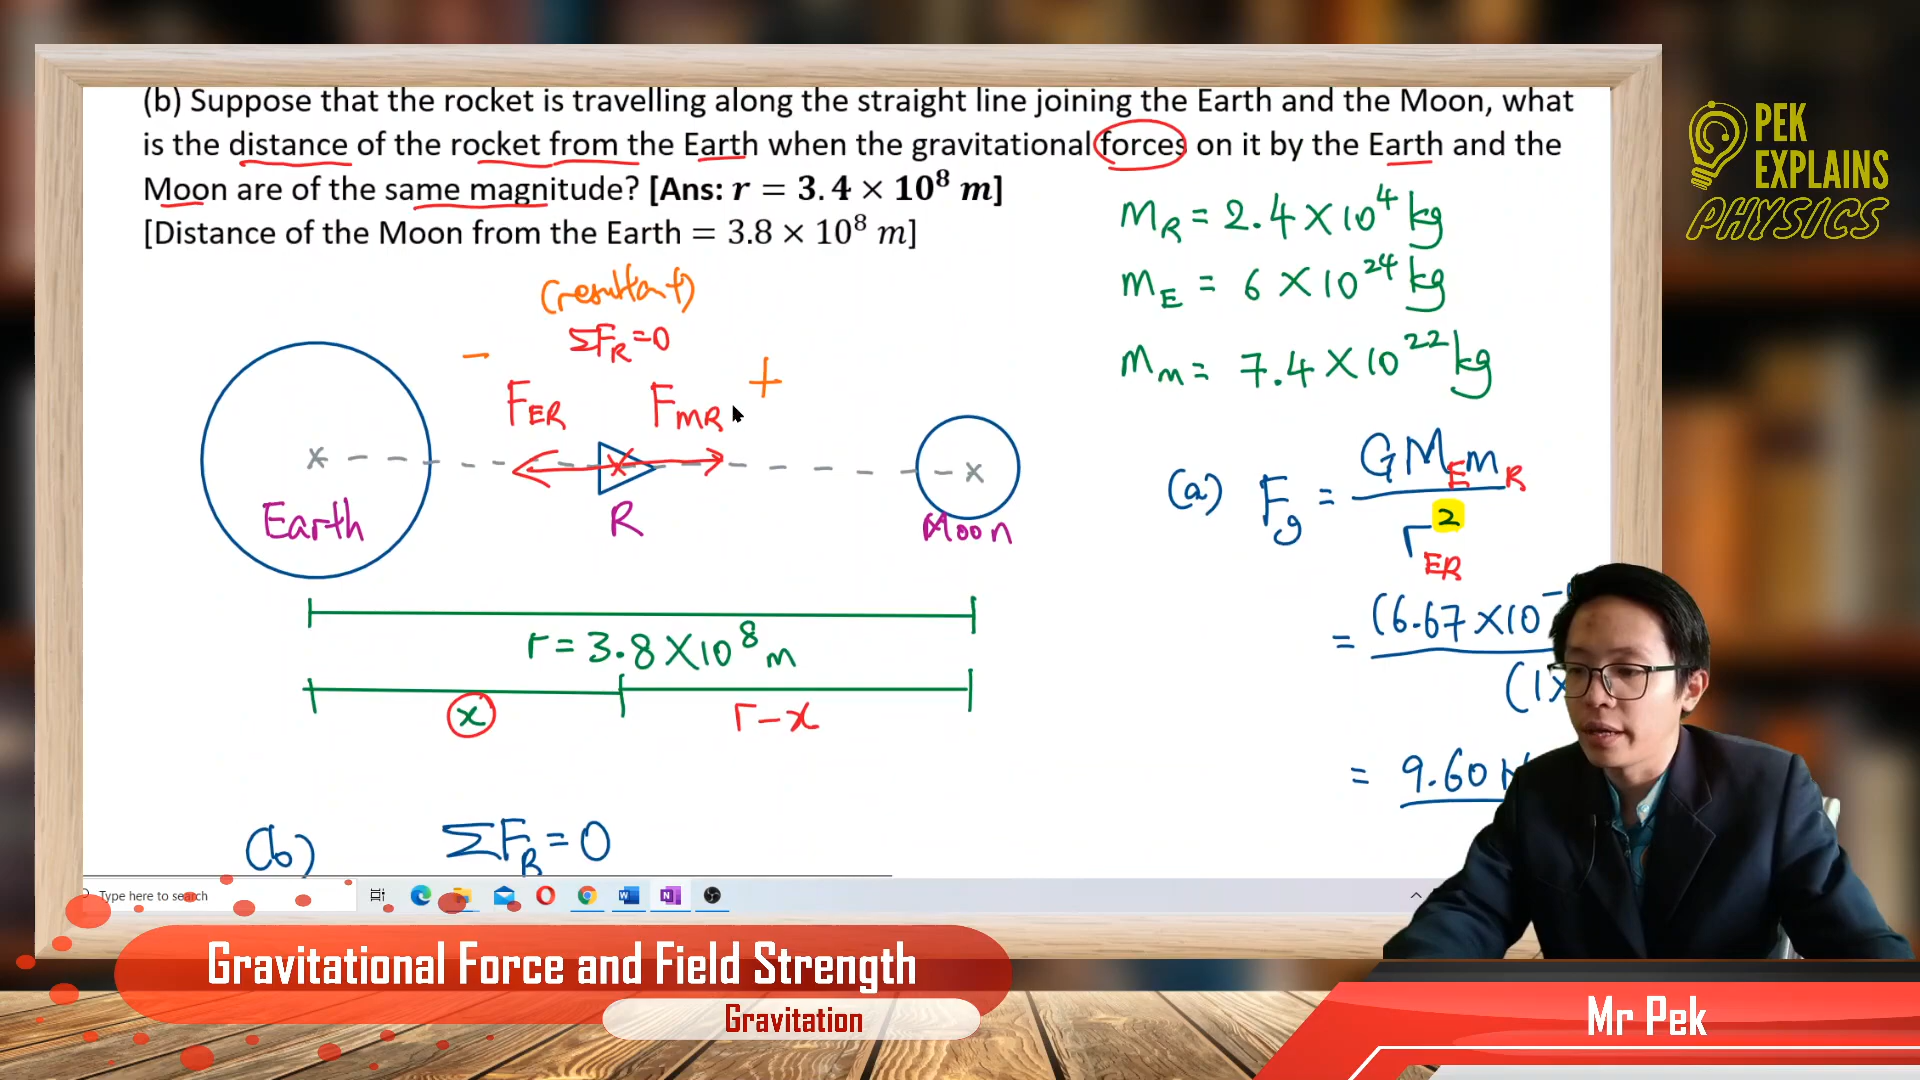 (b) Suppose that the rocket is travelling along the straight line joining the Earth and the Moon, what
is the distance of the rocket from the Earth when the gravitational forces on it by the Earth and the
Moon are of the same magnitude? [Ans: r = 3.4 × 10⁸ m]
[Distance of the Moon from the Earth = 3.8 × 10⁸ m]
PEK
EXPLAINS
PHYSICS
m_R = 2.4 × 10⁴ kg
m_E = 6 × 10²⁴ kg
m_m = 7.4 × 10²² kg
(resultant)
ΣF_R = 0
− +
F_ER F_MR
Earth R Moon
r = 3.8 × 10⁸ m
x r − x
(a) F_g = GM_E m_R / r_ER²
= (6.67 × 10⁻
(1×
= 9.60
(b) ΣF_R = 0
Type here to search
Gravitational Force and Field Strength
Gravitation
Mr Pek